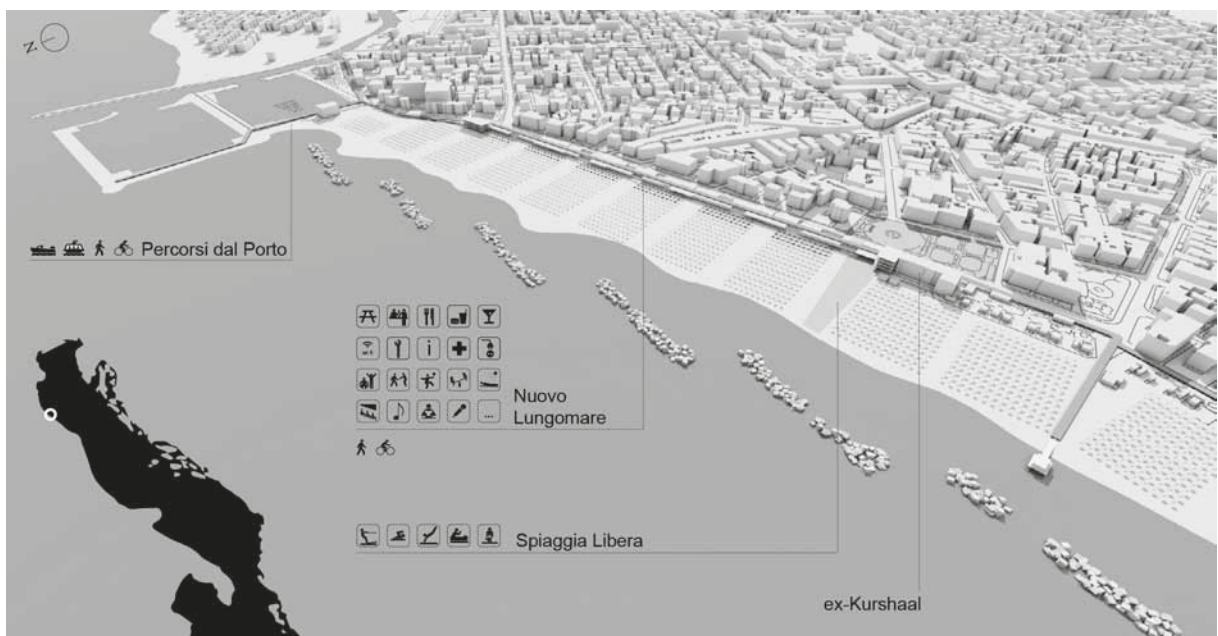 N
Percorsi dal Porto
Nuovo
Lungomare
Spiaggia Libera
ex-Kurshaal